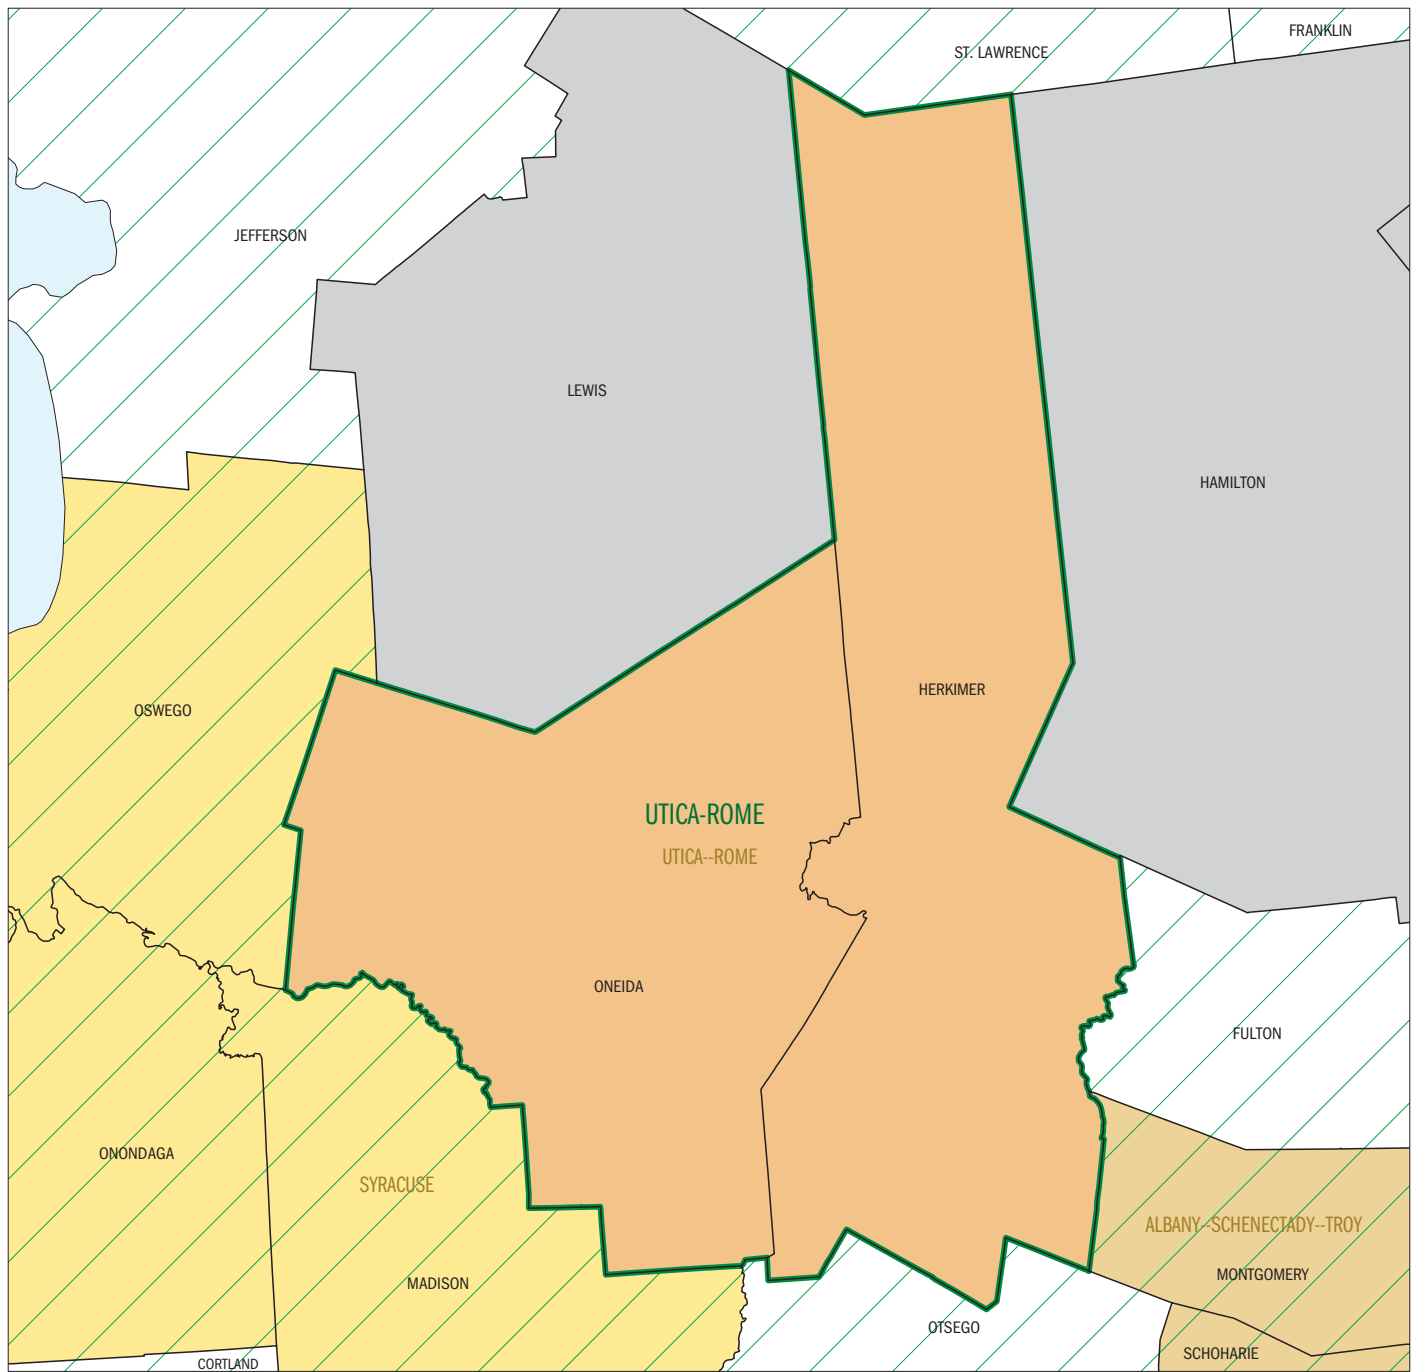 FRANKLIN
ST. LAWRENCE
JEFFERSON
LEWIS
HAMILTON
HERKIMER
OSWEGO
UTICA-ROME
UTICA--ROME
ONEIDA
FULTON
ONONDAGA
SYRACUSE
ALBANY--SCHENECTADY--TROY
MONTGOMERY
MADISON
OTSEGO
SCHOHARIE
CORTLAND